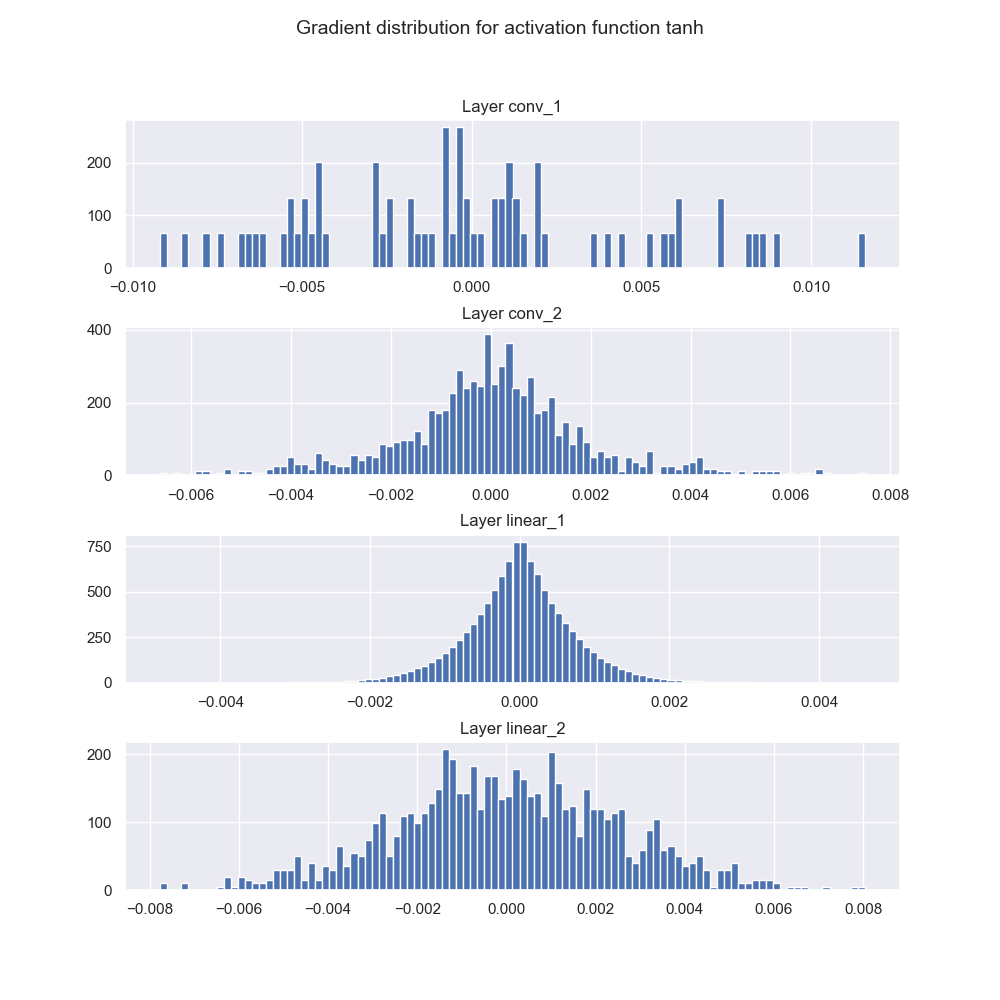 Gradient distribution for activation function tanh
Layer conv_1
200
100
0
−0.010 −0.005 0.000 0.005 0.010
Layer conv_2
400
200
0
−0.006 −0.004 −0.002 0.000 0.002 0.004 0.006 0.008
Layer linear_1
750
500
250
0
−0.004 −0.002 0.000 0.002 0.004
Layer linear_2
200
100
0
−0.008 −0.006 −0.004 −0.002 0.000 0.002 0.004 0.006 0.008